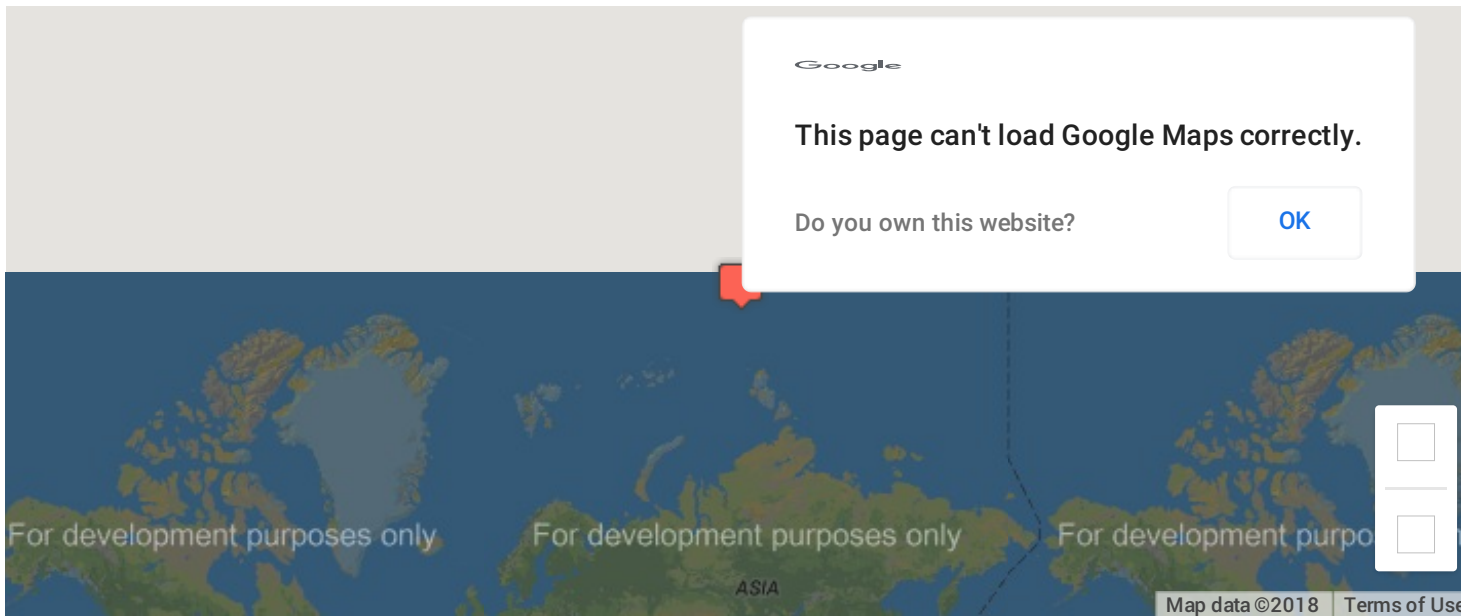 Google
This page can't load Google Maps correctly.
Do you own this website?
OK
For development purposes only
For development purposes only
For development purpo
ASIA
Map data ©2018
Terms of Use